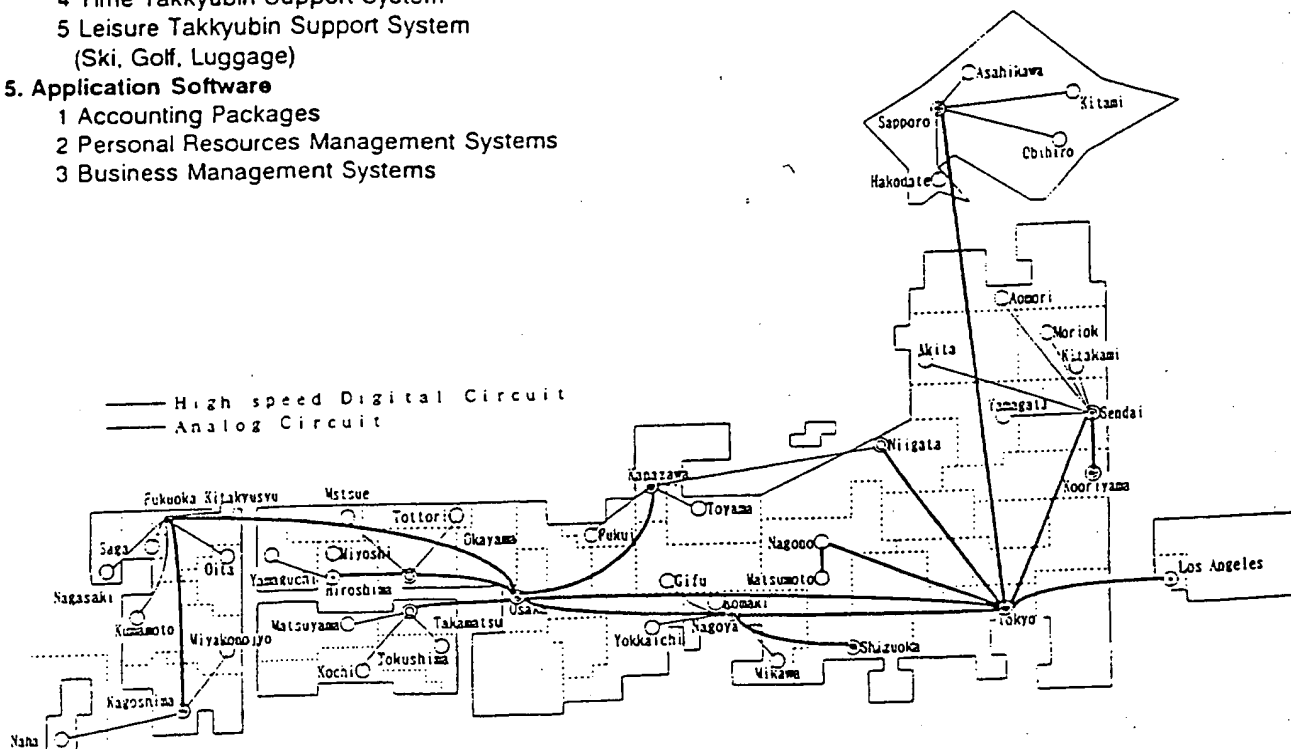 4 Time Takkyubin Support System
5 Leisure Takkyubin Support System
(Ski, Golf, Luggage)
5. Application Software
1 Accounting Packages
2 Personal Resources Management Systems
3 Business Management Systems
Asahikawa
Kitami
Sapporo
Obihiro
Hakodate
Aomori
Moriok
Akita
Kitakami
High speed Digital Circuit
Analog Circuit
Yamagata
Sendai
Niigata
Kanazawa
Kooriyama
Fukuoka Kitakyusyu
Mstsue
Tottori
Toyama
Okayama
Fukui
Saga
Miyoshi
Nagono
Oita
Yamaguchi
Hiroshima
Gifu
Matsumoto
Los Angeles
Nagasaki
Osak
Komaki
Tokyo
Kumamoto
Matsuyama
Takamatsu
Nagoya
Miyakonojyo
Yokkaichi
Shizuoka
Kochi
Tokushima
Mikawa
Kagoshima
Naha